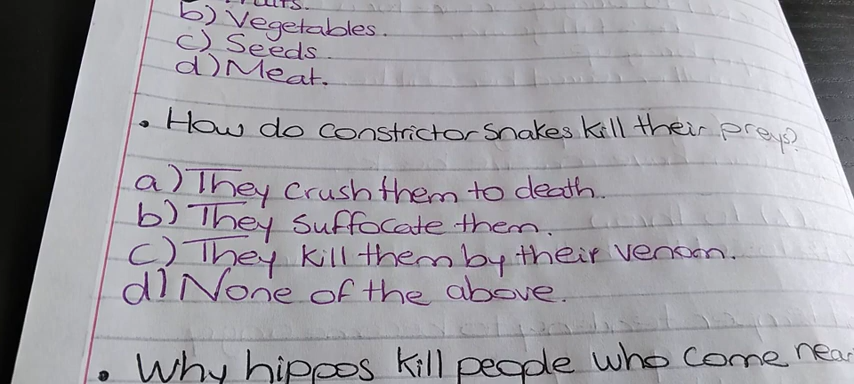 b) Vegetables.
c) Seeds
d) Meat.
• How do constrictor snakes kill their preys?
a) They crush them to death.
b) They suffocate them.
c) They kill them by their venom.
d) None of the above.
• Why hippos kill people who come near